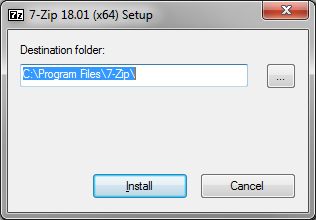 7z 7-Zip 18.01 (x64) Setup
Destination folder:
C:\Program Files\7-Zip\
...
Install Cancel